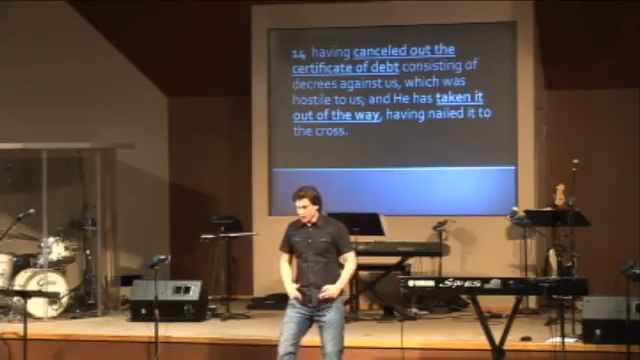 14 having canceled out the
certificate of debt consisting of
decrees against us, which was
hostile to us; and He has taken it
out of the way, having nailed it to
the cross.
YAMAHA